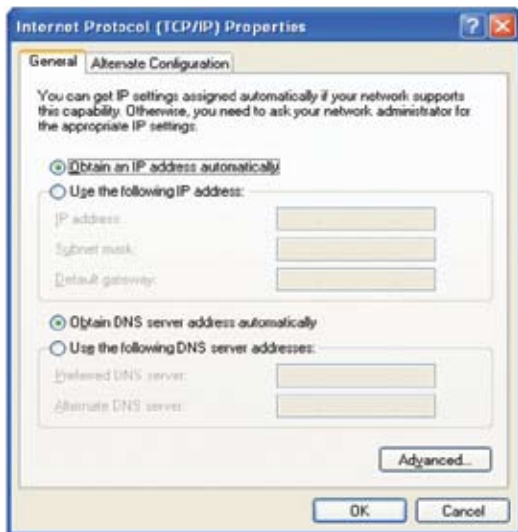 Internet Protocol (TCP/IP) Properties
General
Alternate Configuration
You can get IP settings assigned automatically if your network supports
this capability. Otherwise, you need to ask your network administrator for
the appropriate IP settings.
Obtain an IP address automatically
Use the following IP address:
IP address:
Subnet mask:
Default gateway:
Obtain DNS server address automatically
Use the following DNS server addresses:
Preferred DNS server:
Alternate DNS server:
Advanced...
OK
Cancel